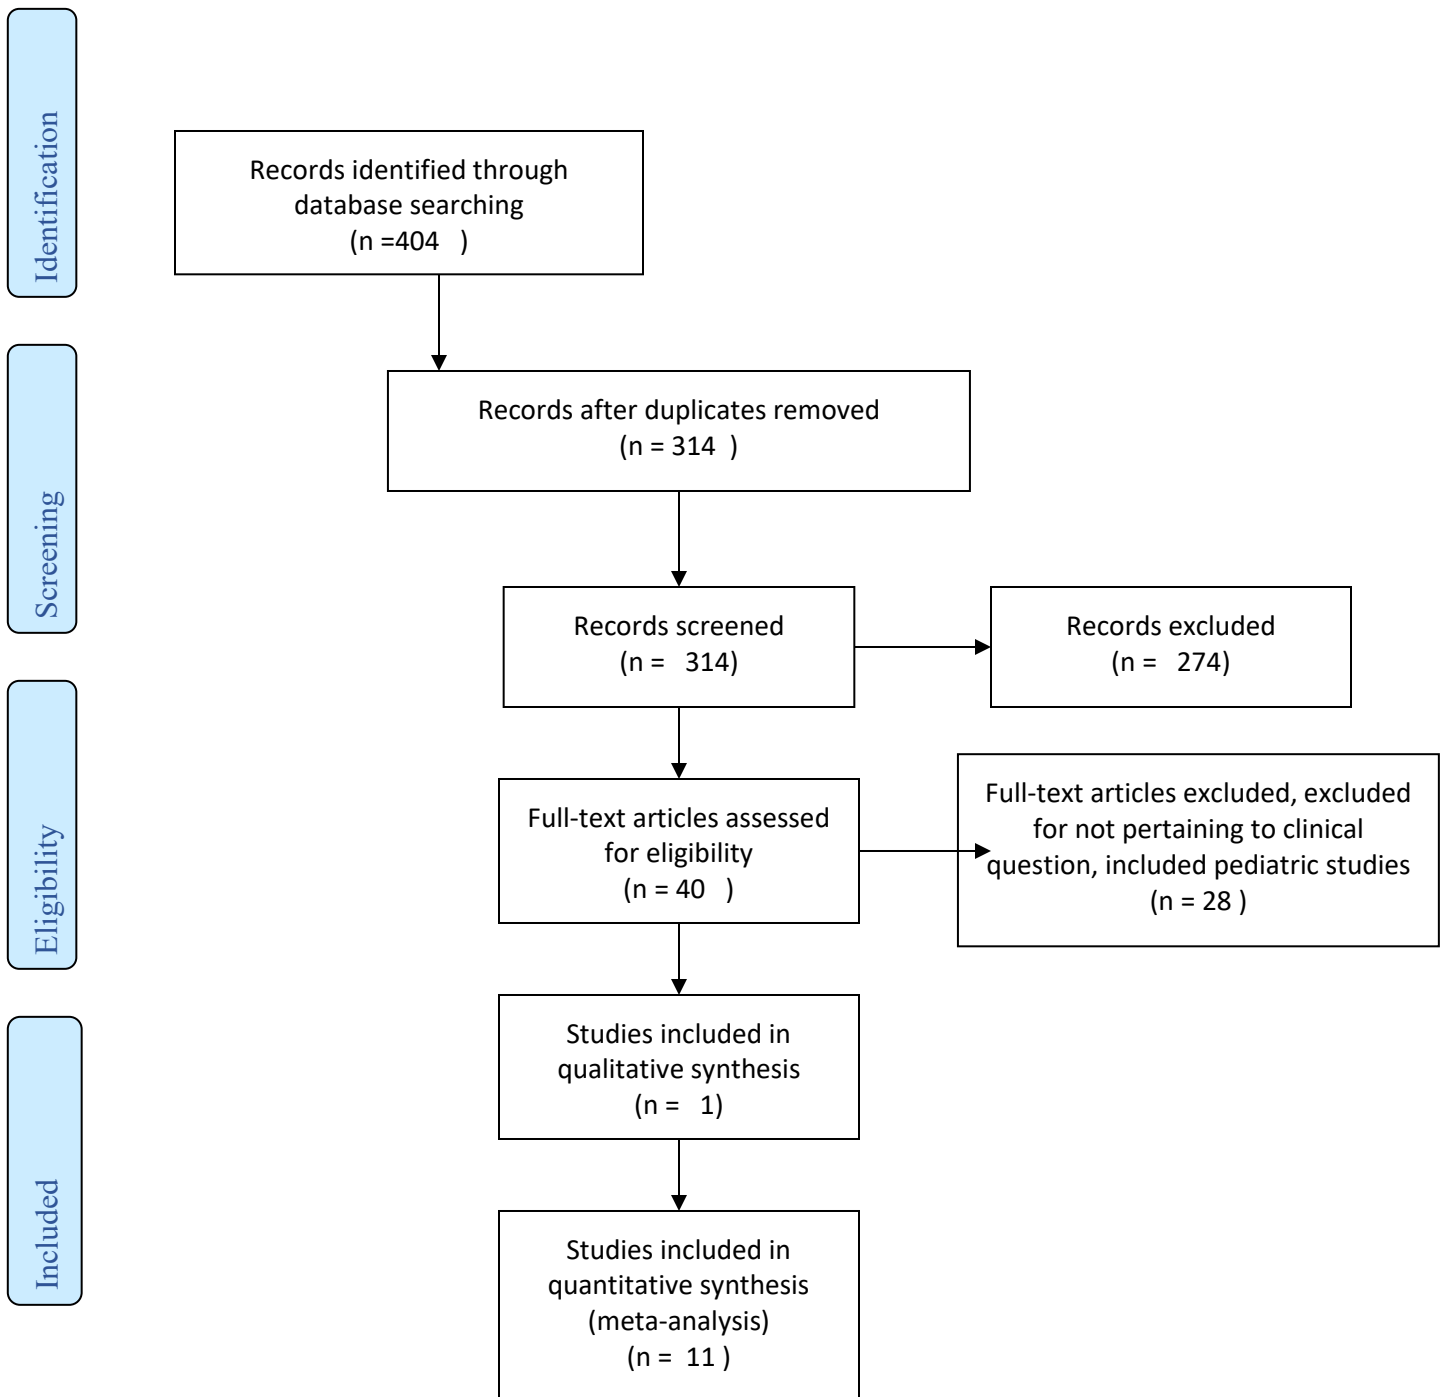 Identification
Records identified through
database searching
(n =404   )
Screening
Records after duplicates removed
(n = 314  )
Records screened
(n =   314)
Records excluded
(n =   274)
Eligibility
Full-text articles assessed
for eligibility
(n = 40   )
Full-text articles excluded, excluded
for not pertaining to clinical
question, included pediatric studies
(n = 28 )
Included
Studies included in
qualitative synthesis
(n =   1)
Studies included in
quantitative synthesis
(meta-analysis)
(n =  11 )